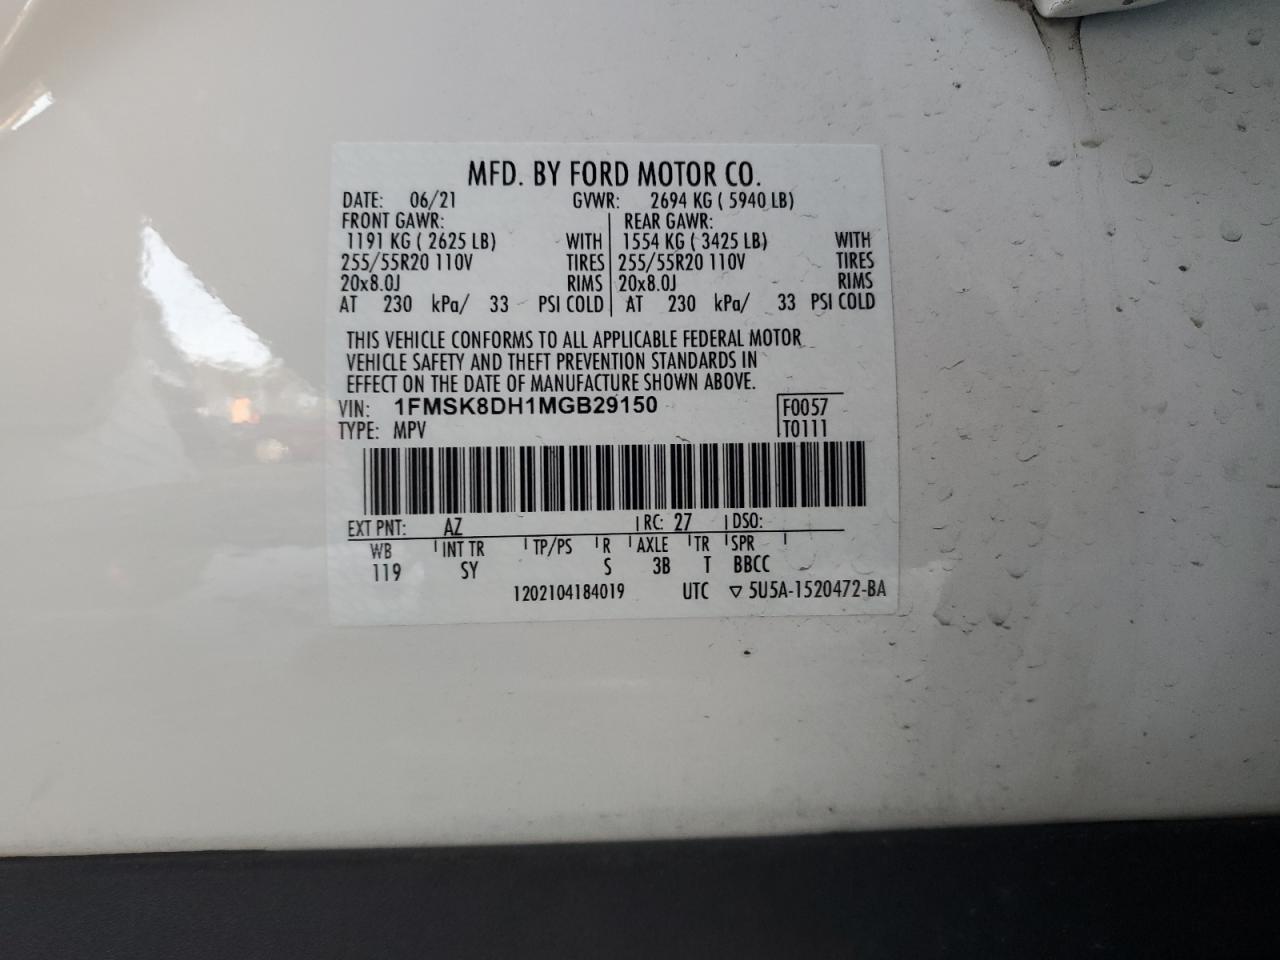 MFD. BY FORD MOTOR CO.
DATE: 06/21 GVWR: 2694 KG ( 5940 LB)
FRONT GAWR: REAR GAWR:
1191 KG ( 2625 LB) WITH 1554 KG ( 3425 LB) WITH
255/55R20 110V TIRES 255/55R20 110V TIRES
20x8.0J RIMS 20x8.0J RIMS
AT 230 kPa/ 33 PSI COLD AT 230 kPa/ 33 PSI COLD
THIS VEHICLE CONFORMS TO ALL APPLICABLE FEDERAL MOTOR
VEHICLE SAFETY AND THEFT PREVENTION STANDARDS IN
EFFECT ON THE DATE OF MANUFACTURE SHOWN ABOVE.
VIN: 1FMSK8DH1MGB29150 F0057
TYPE: MPV T0111
EXT PNT: AZ RC: 27 DSO:
WB INT TR TP/PS R AXLE TR SPR
119 SY S 3B T BBCC
1202104184019 UTC ▽ 5U5A-1520472-BA